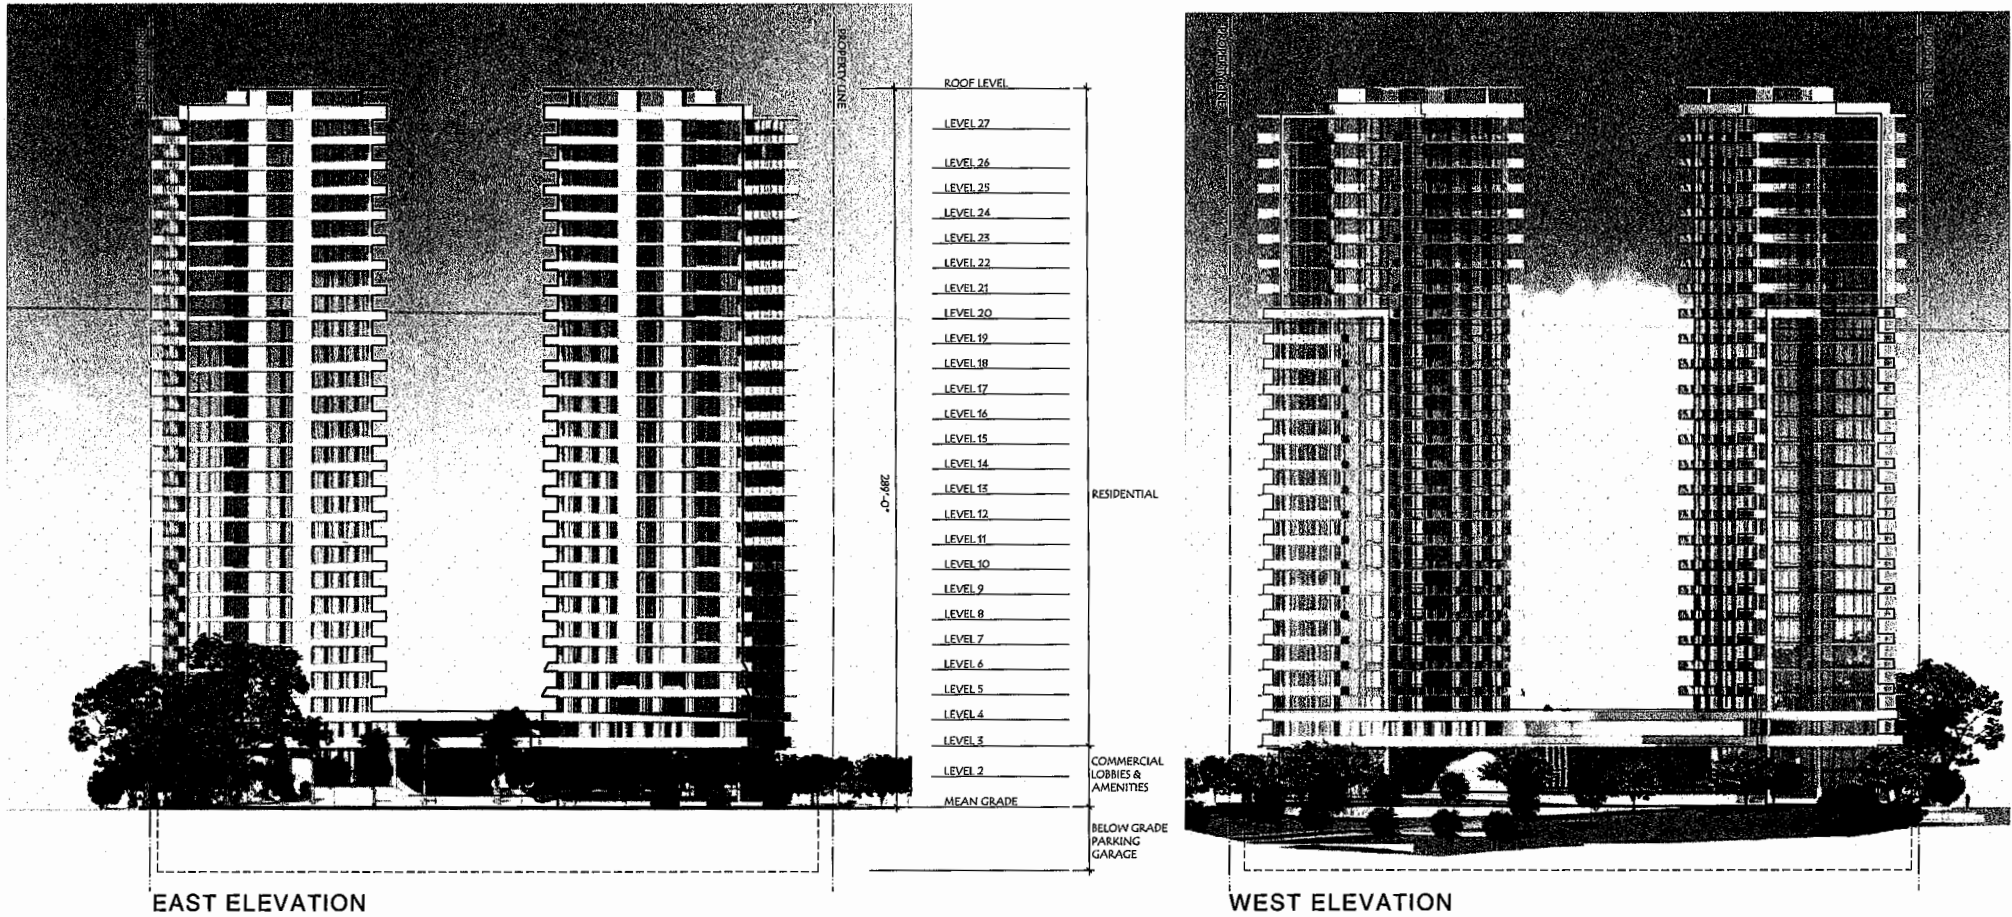 PROPERTY LINE
ROOF LEVEL
LEVEL 27
LEVEL 26
LEVEL 25
LEVEL 24
LEVEL 23
LEVEL 22
LEVEL 21
LEVEL 20
LEVEL 19
LEVEL 18
LEVEL 17
LEVEL 16
LEVEL 15
LEVEL 14
LEVEL 13
LEVEL 12
LEVEL 11
LEVEL 10
LEVEL 9
LEVEL 8
LEVEL 7
LEVEL 6
LEVEL 5
LEVEL 4
LEVEL 3
LEVEL 2
MEAN GRADE
289'-0"
RESIDENTIAL
COMMERCIAL
LOBBIES &
AMENITIES
BELOW GRADE
PARKING
GARAGE
EAST ELEVATION
WEST ELEVATION